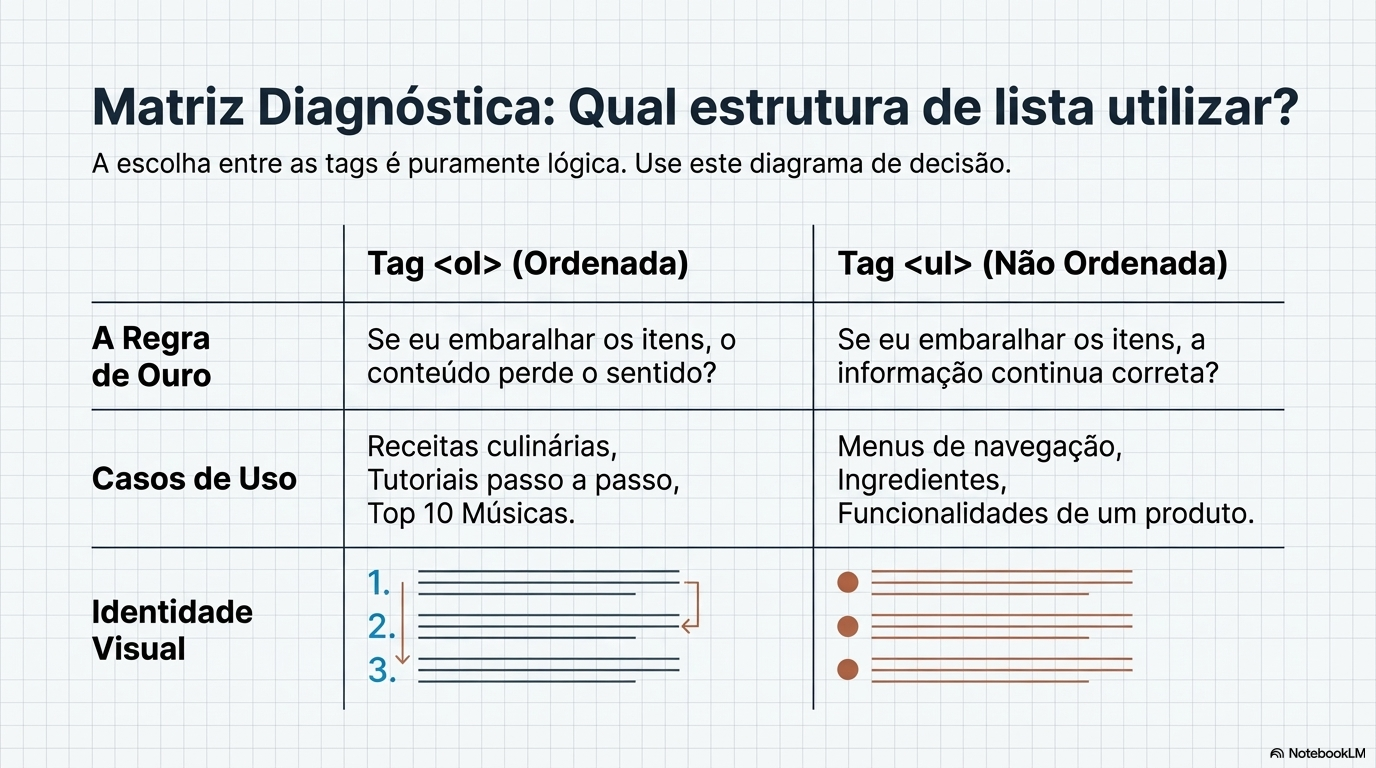 Matriz Diagnóstica: Qual estrutura de lista utilizar?
A escolha entre as tags é puramente lógica. Use este diagrama de decisão.
Tag <ol> (Ordenada)
Tag <ul> (Não Ordenada)
A Regra
de Ouro
Se eu embaralhar os itens, o
conteúdo perde o sentido?
Se eu embaralhar os itens, a
informação continua correta?
Casos de Uso
Receitas culinárias,
Tutoriais passo a passo,
Top 10 Músicas.
Menus de navegação,
Ingredientes,
Funcionalidades de um produto.
Identidade
Visual
1.
2.
3.
NotebookLM